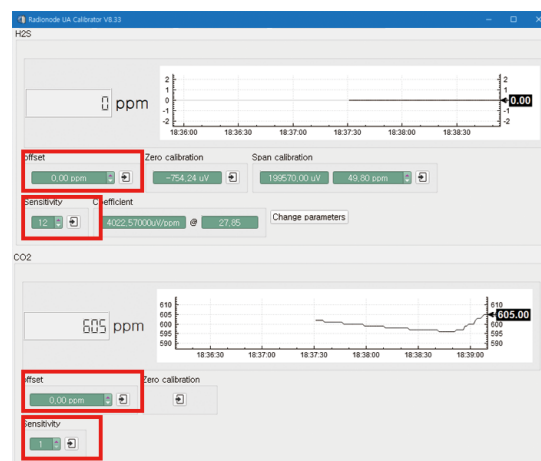 Radionode UA Calibrator V8.33
H2S
0 ppm
2
1
0
-1
-2
2
1
0.00
-1
-2
18:36:00 18:36:30 18:37:00 18:37:30 18:38:00 18:38:30
offset Zero calibration Span calibration
0,00 ppm -754,24 uV 199570,00 uV 49,80 ppm
Sensitivity Coefficient
12 4022,57000uV/ppm @ 27,85 Change parameters
CO2
605 ppm
610
605
600
595
590
610
605.00
600
595
590
18:36:30 18:37:00 18:37:30 18:38:00 18:38:30 18:39:00
offset Zero calibration
0,00 ppm
Sensitivity
1